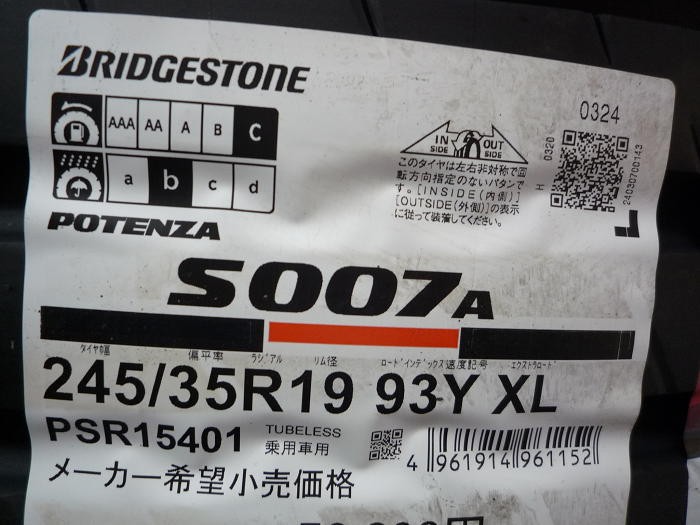 BRIDGESTONE
AAA AA A B C
a b c d
POTENZA
IN SIDE OUT SIDE
このタイヤは左右非対称で回
転方向指定のないパタンで
す。[INSIDE(内側)]
[OUTSIDE(外側)]の表示
に従って装着してください。
0324
H 0320
24030700143
S007A
タイヤの幅 偏平率 ラジアル リム径 ロードインデックス 速度記号 エクストラロード
245/35R19 93Y XL
PSR15401
TUBELESS
乗用車用
4 961914 961152
メーカー希望小売価格